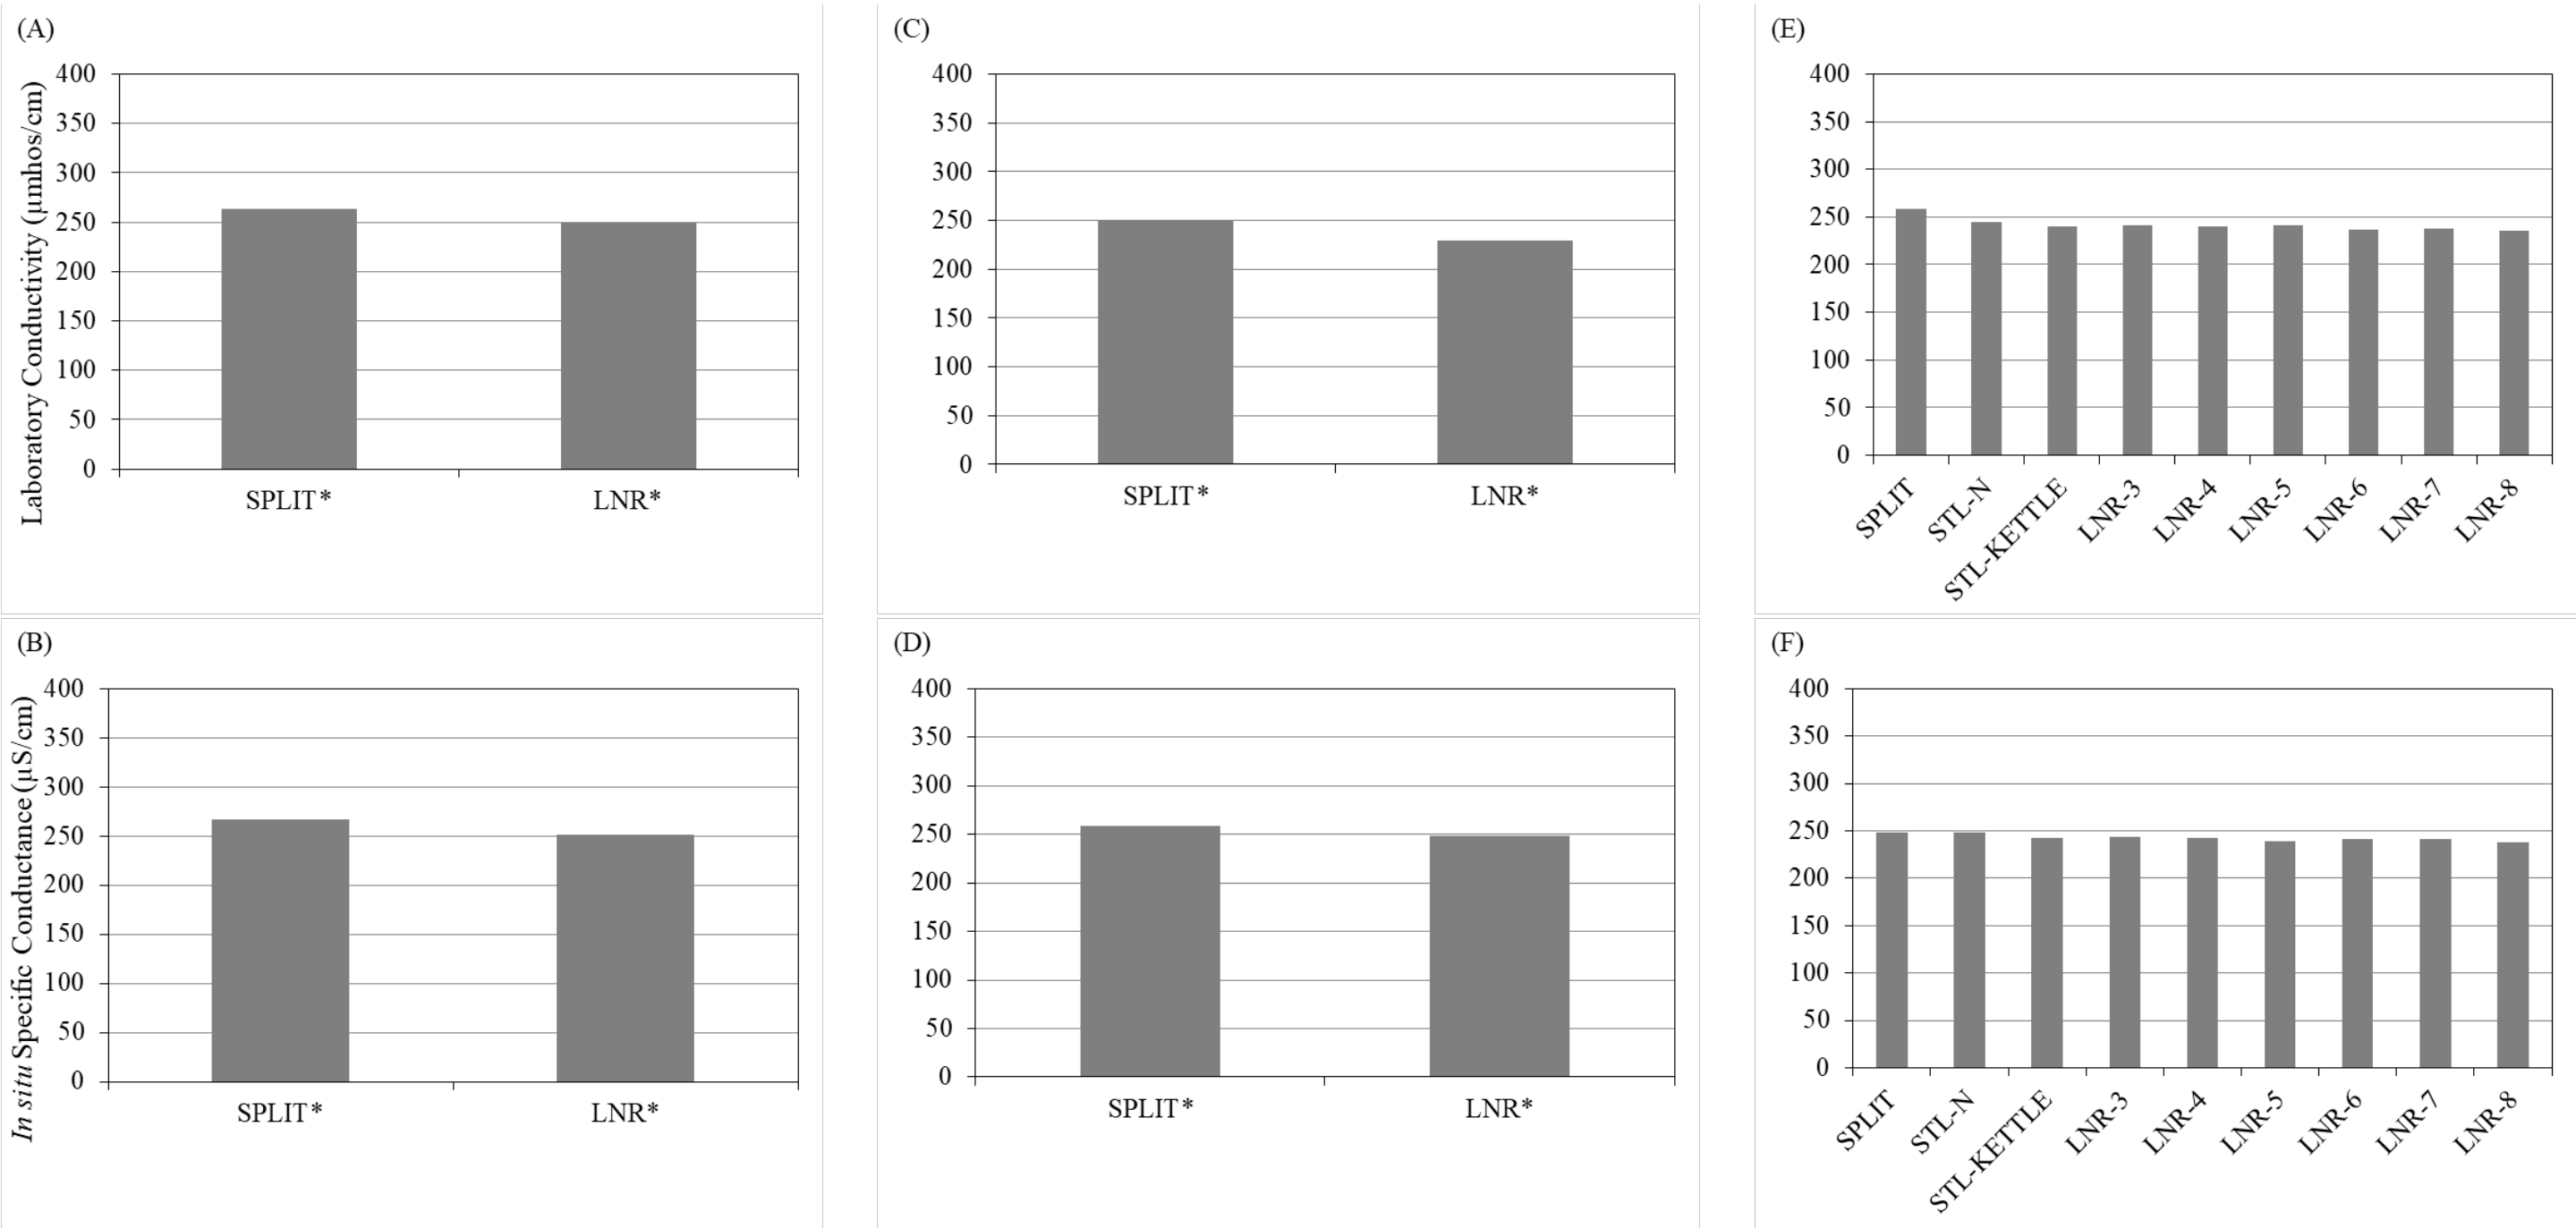 (A)
Laboratory Conductivity (µmhos/cm)
400
350
300
250
200
150
100
50
0
SPLIT*
LNR*
(C)
400
350
300
250
200
150
100
50
0
SPLIT*
LNR*
(E)
400
350
300
250
200
150
100
50
0
SPLIT
STL-N
STL-KETTLE
LNR-3
LNR-4
LNR-5
LNR-6
LNR-7
LNR-8
(B)
In situ Specific Conductance (µS/cm)
400
350
300
250
200
150
100
50
0
SPLIT*
LNR*
(D)
400
350
300
250
200
150
100
50
0
SPLIT*
LNR*
(F)
400
350
300
250
200
150
100
50
0
SPLIT
STL-N
STL-KETTLE
LNR-3
LNR-4
LNR-5
LNR-6
LNR-7
LNR-8